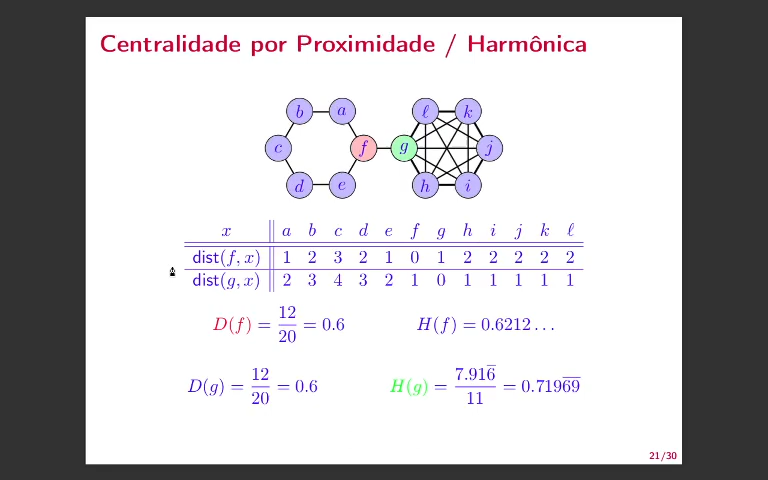 Centralidade por Proximidade / Harmônica
b a ℓ k
c f g j
d e h i
x a b c d e f g h i j k ℓ
dist(f, x) 1 2 3 2 1 0 1 2 2 2 2 2
dist(g, x) 2 3 4 3 2 1 0 1 1 1 1 1
D(f) = 12/20 = 0.6 H(f) = 0.6212...
D(g) = 12/20 = 0.6 H(g) = 7.916̅/11 = 0.7196̅9̅
21/30